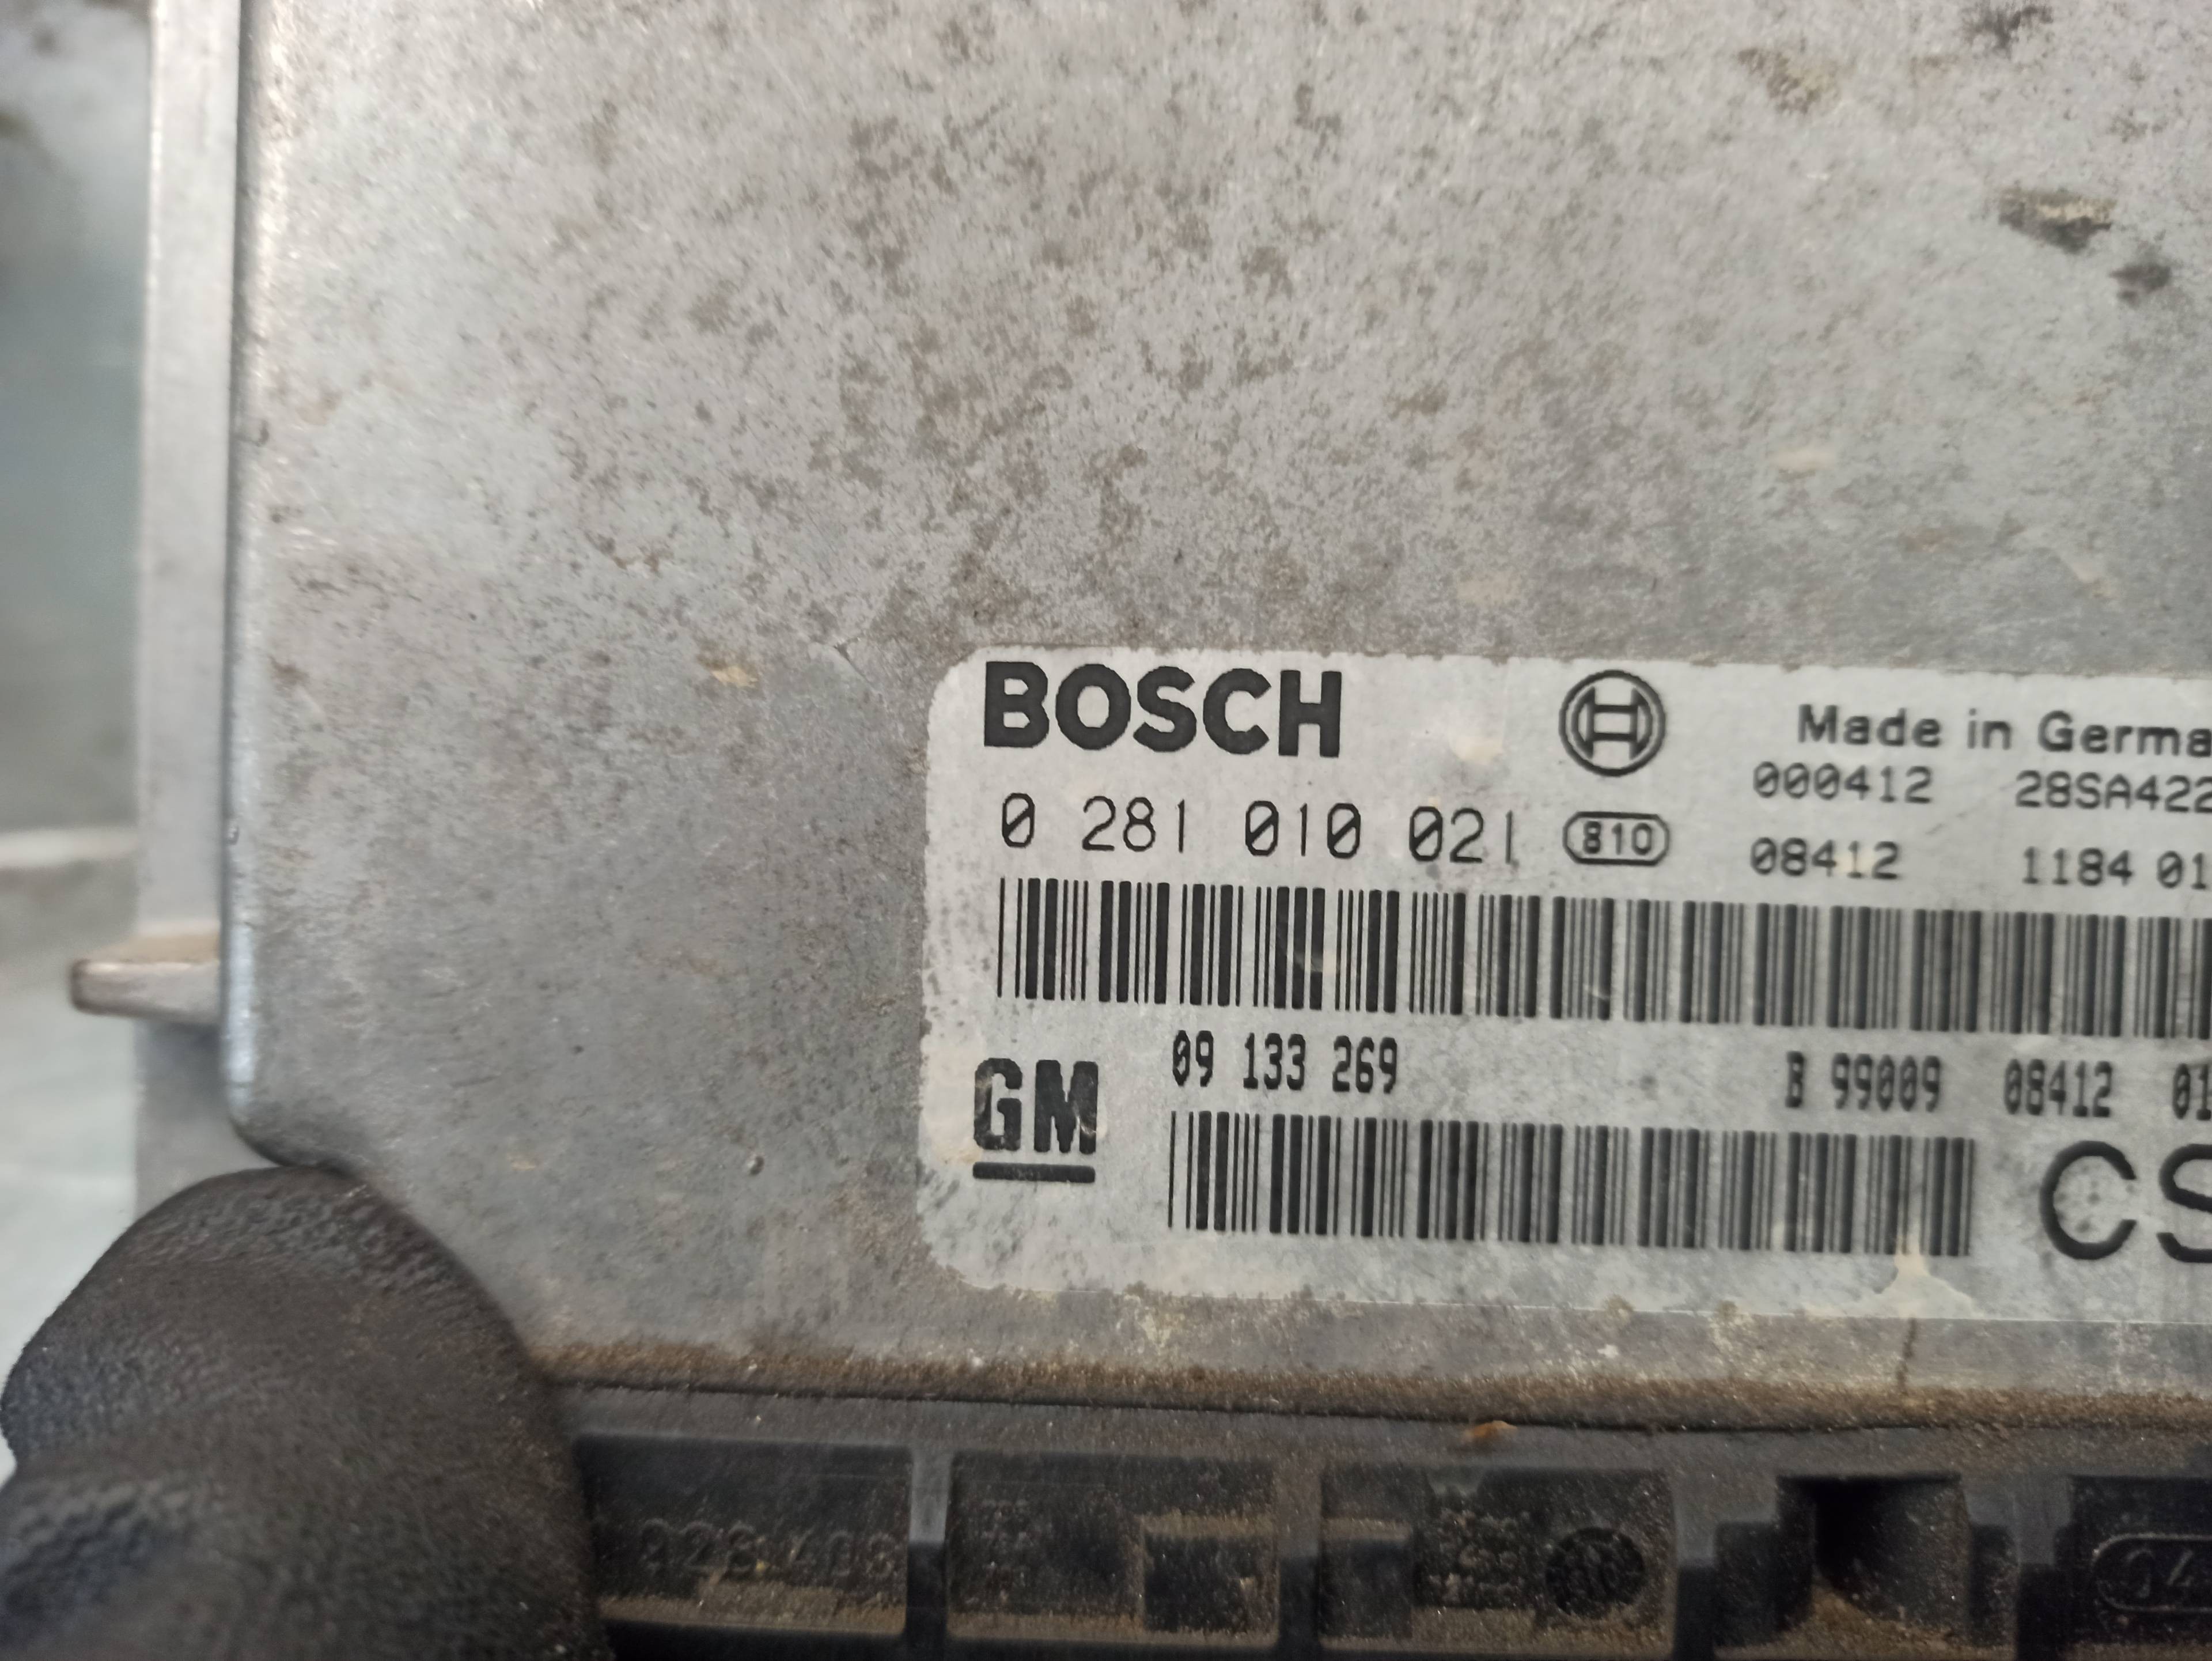 BOSCH
Made in Germa
000412 28SA422
0 281 010 021 810
08412 1184 01
09 133 269
B 99009 08412 01
GM
CS